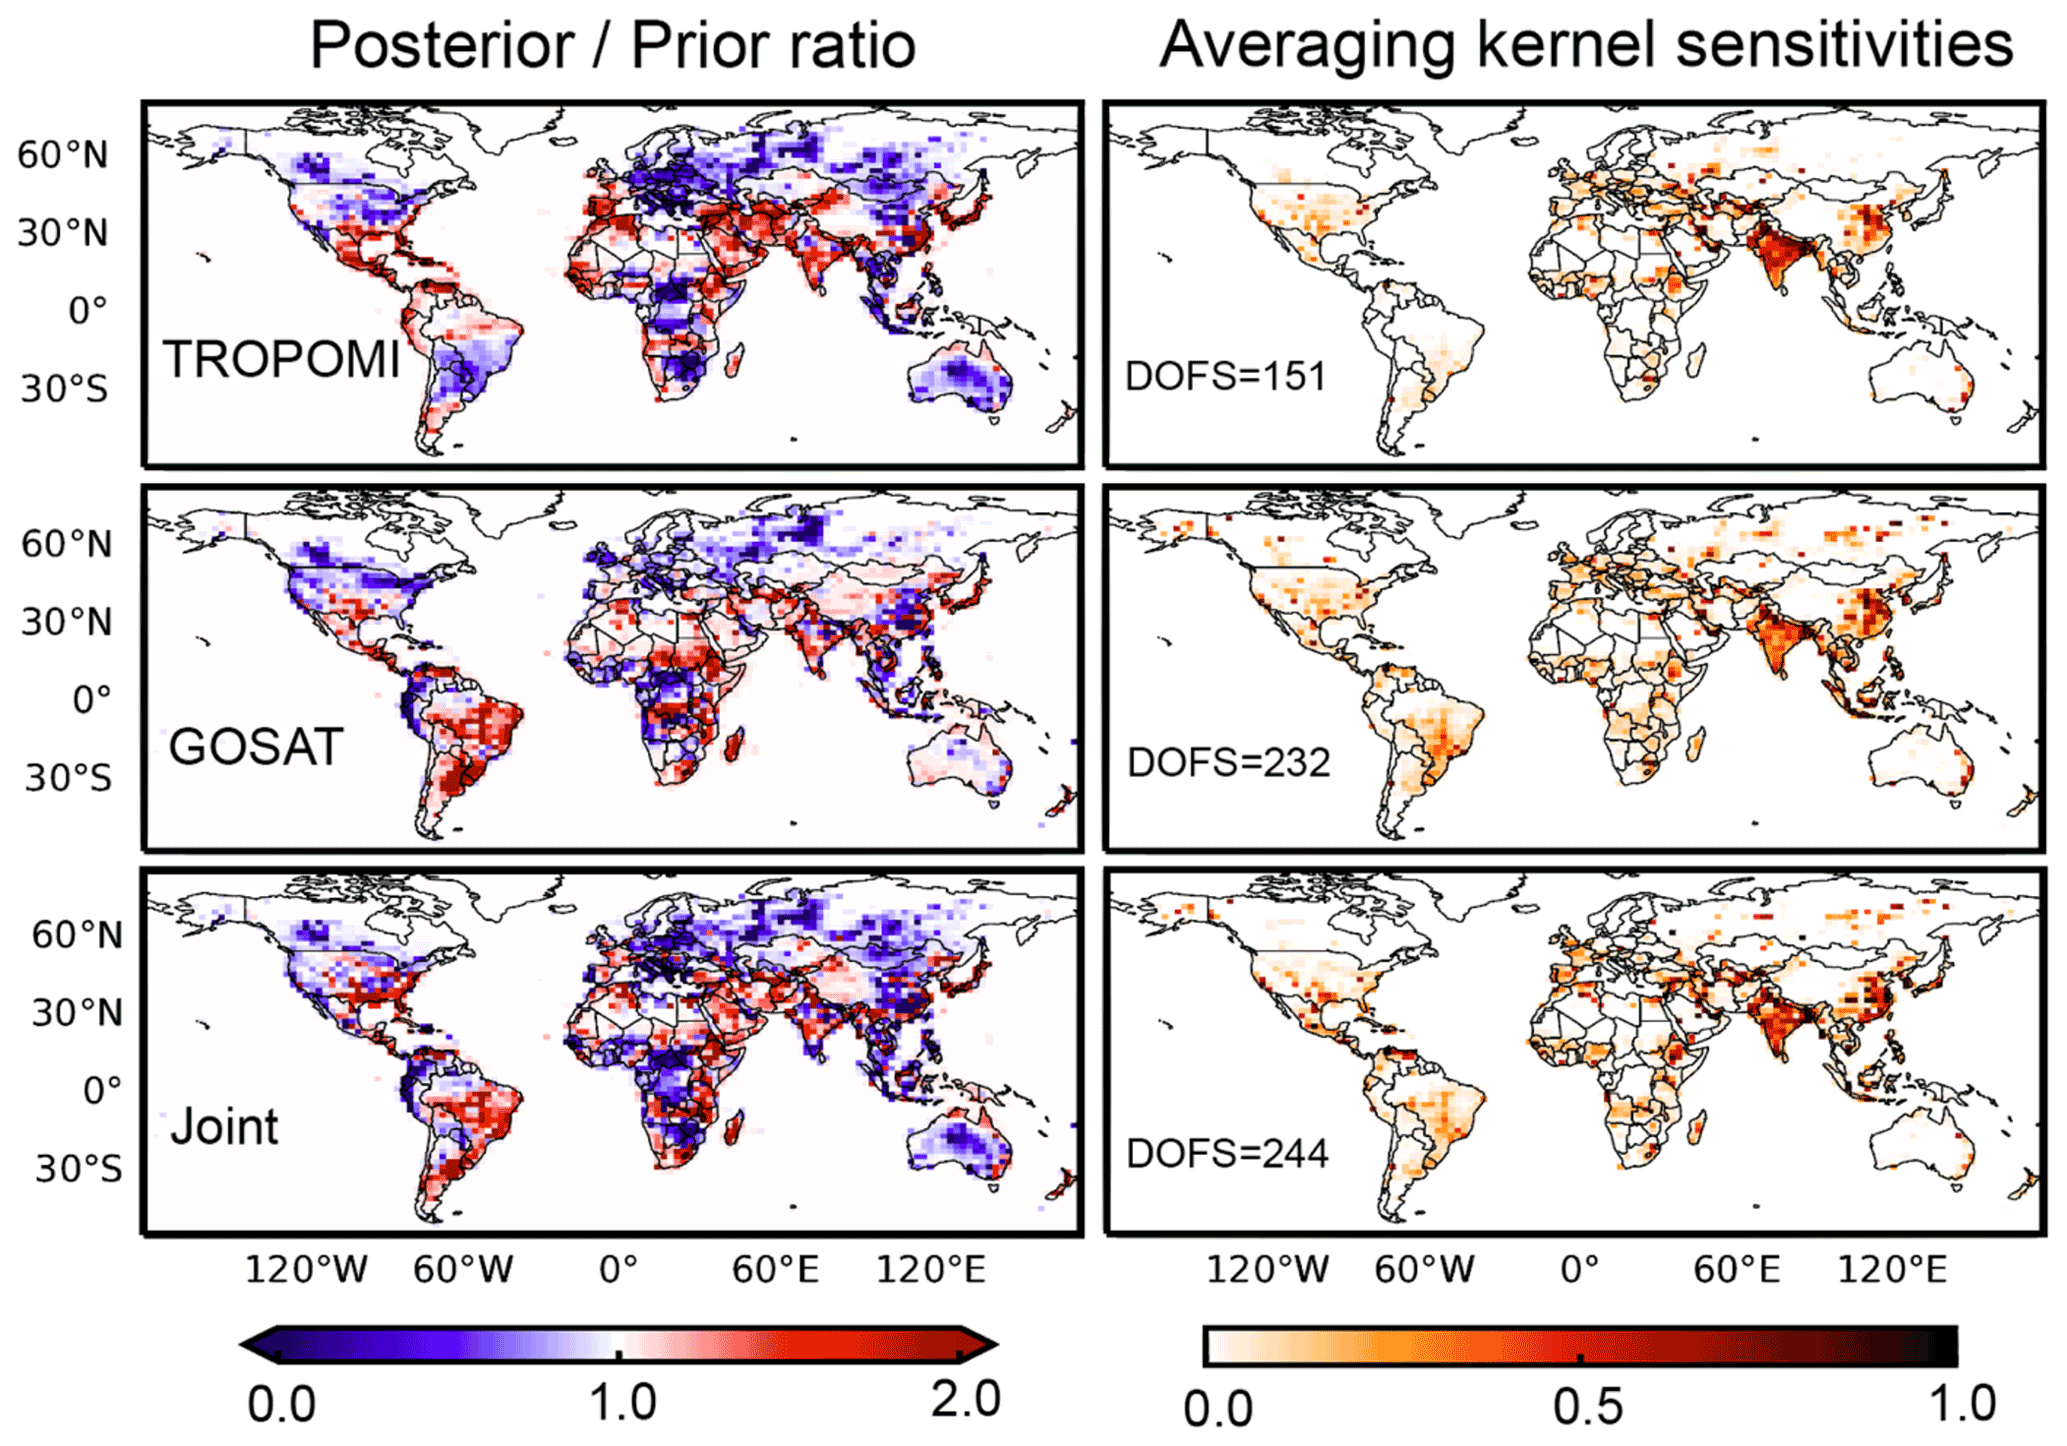 Posterior / Prior ratio
Averaging kernel sensitivities
60°N
30°N
0°
30°S
TROPOMI
DOFS=151
60°N
30°N
0°
30°S
GOSAT
DOFS=232
60°N
30°N
0°
30°S
Joint
DOFS=244
120°W 60°W 0° 60°E 120°E
120°W 60°W 0° 60°E 120°E
0.0 1.0 2.0
0.0 0.5 1.0